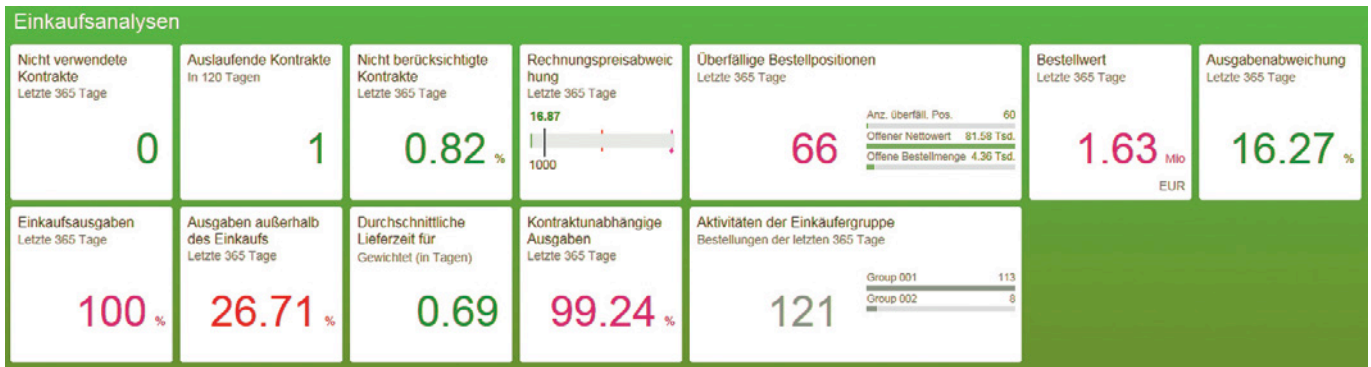 Einkaufsanalysen
Nicht verwendete
Kontrakte
Letzte 365 Tage
0
Auslaufende Kontrakte
In 120 Tagen
1
Nicht berücksichtigte
Kontrakte
Letzte 365 Tage
0.82 %
Rechnungspreisabweic
hung
Letzte 365 Tage
16.87
1000
Überfällige Bestellpositionen
Letzte 365 Tage
66
Anz. überfäll. Pos. 60
Offener Nettowert 81.58 Tsd.
Offene Bestellmenge 4.36 Tsd.
Bestellwert
Letzte 365 Tage
1.63 Mio
EUR
Ausgabenabweichung
Letzte 365 Tage
16.27 %
Einkaufsausgaben
Letzte 365 Tage
100 %
Ausgaben außerhalb
des Einkaufs
Letzte 365 Tage
26.71 %
Durchschnittliche
Lieferzeit für
Gewichtet (in Tagen)
0.69
Kontraktunabhängige
Ausgaben
Letzte 365 Tage
99.24 %
Aktivitäten der Einkäufergruppe
Bestellungen der letzten 365 Tage
121
Group 001 113
Group 002 8